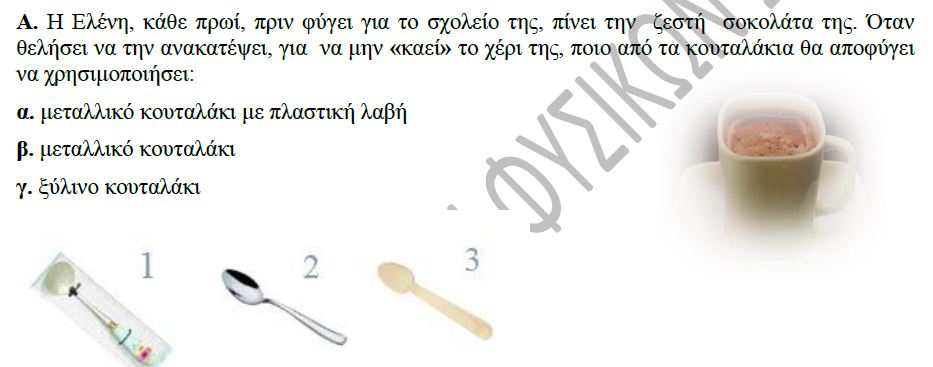 Α. Η Ελένη, κάθε πρωί, πριν φύγει για το σχολείο της, πίνει την ζεστή σοκολάτα της. Όταν
θελήσει να την ανακατέψει, για να μην «καεί» το χέρι της, ποιο από τα κουταλάκια θα αποφύγει
να χρησιμοποιήσει:
α. μεταλλικό κουταλάκι με πλαστική λαβή
β. μεταλλικό κουταλάκι
γ. ξύλινο κουταλάκι
ΦΥΣΙΚΩΝ
1 2 3